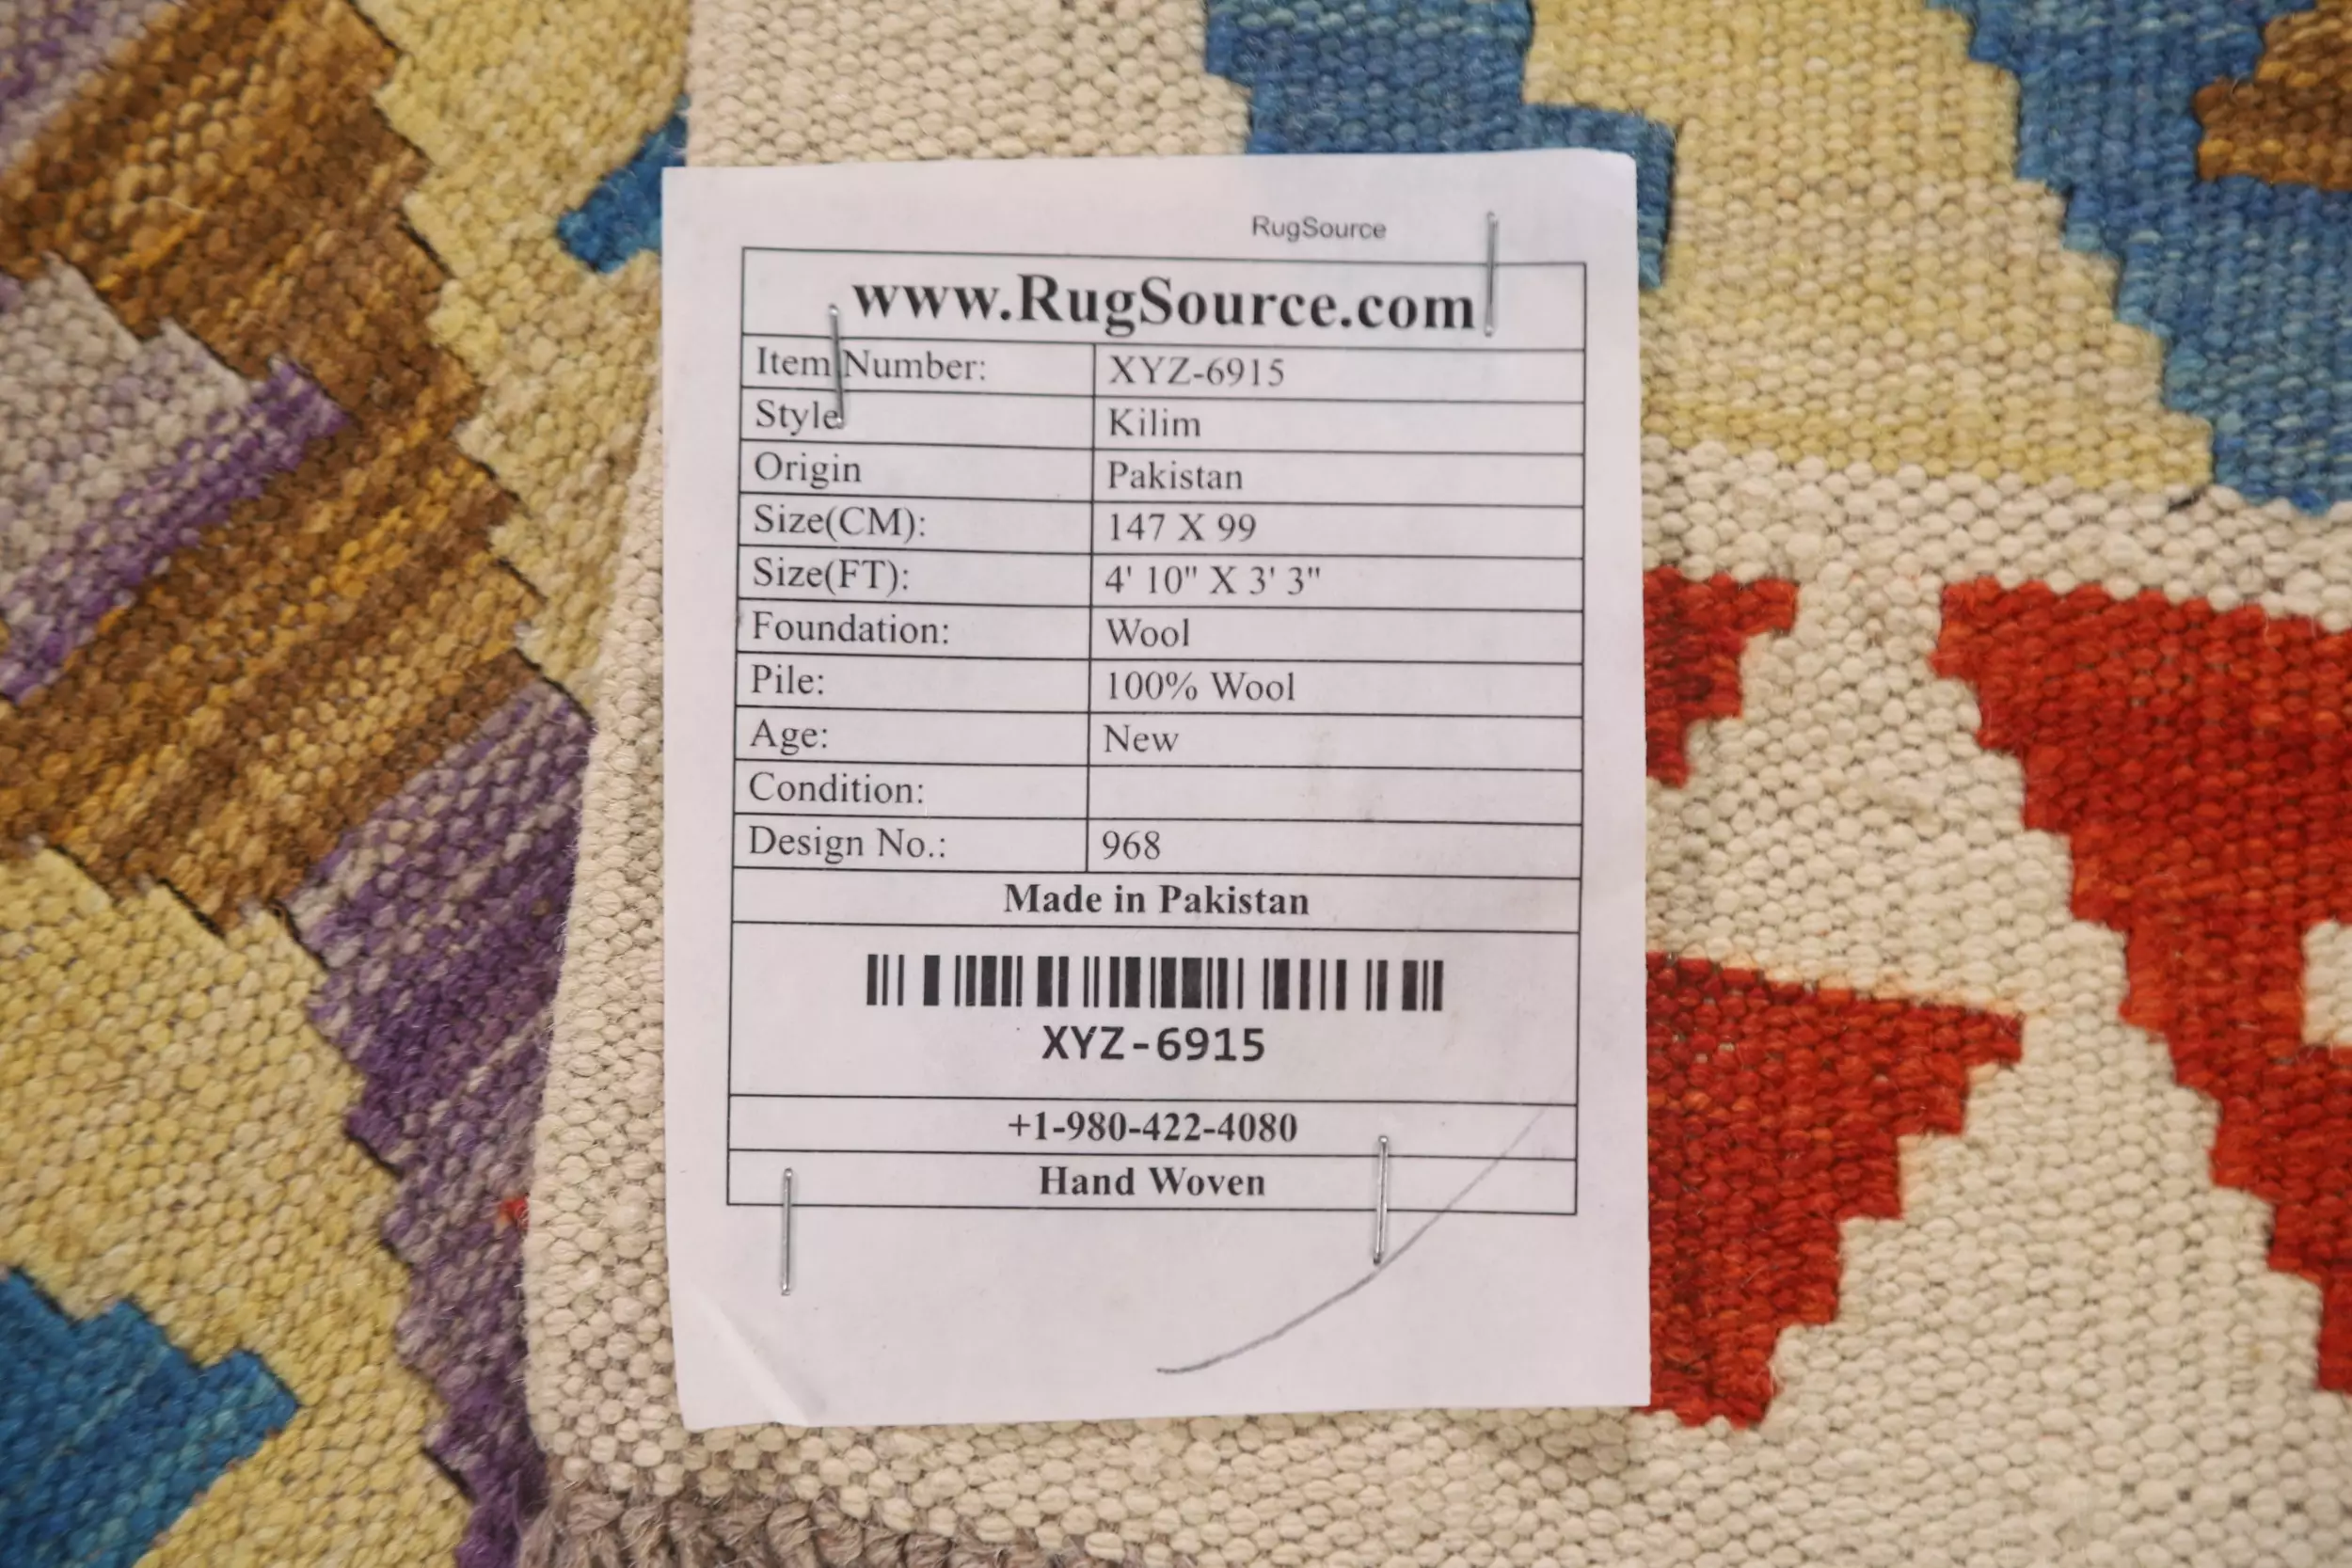 RugSource
www.RugSource.com
Item Number: XYZ-6915
Style Kilim
Origin Pakistan
Size(CM): 147 X 99
Size(FT): 4' 10" X 3' 3"
Foundation: Wool
Pile: 100% Wool
Age: New
Condition:
Design No.: 968
Made in Pakistan
XYZ-6915
+1-980-422-4080
Hand Woven